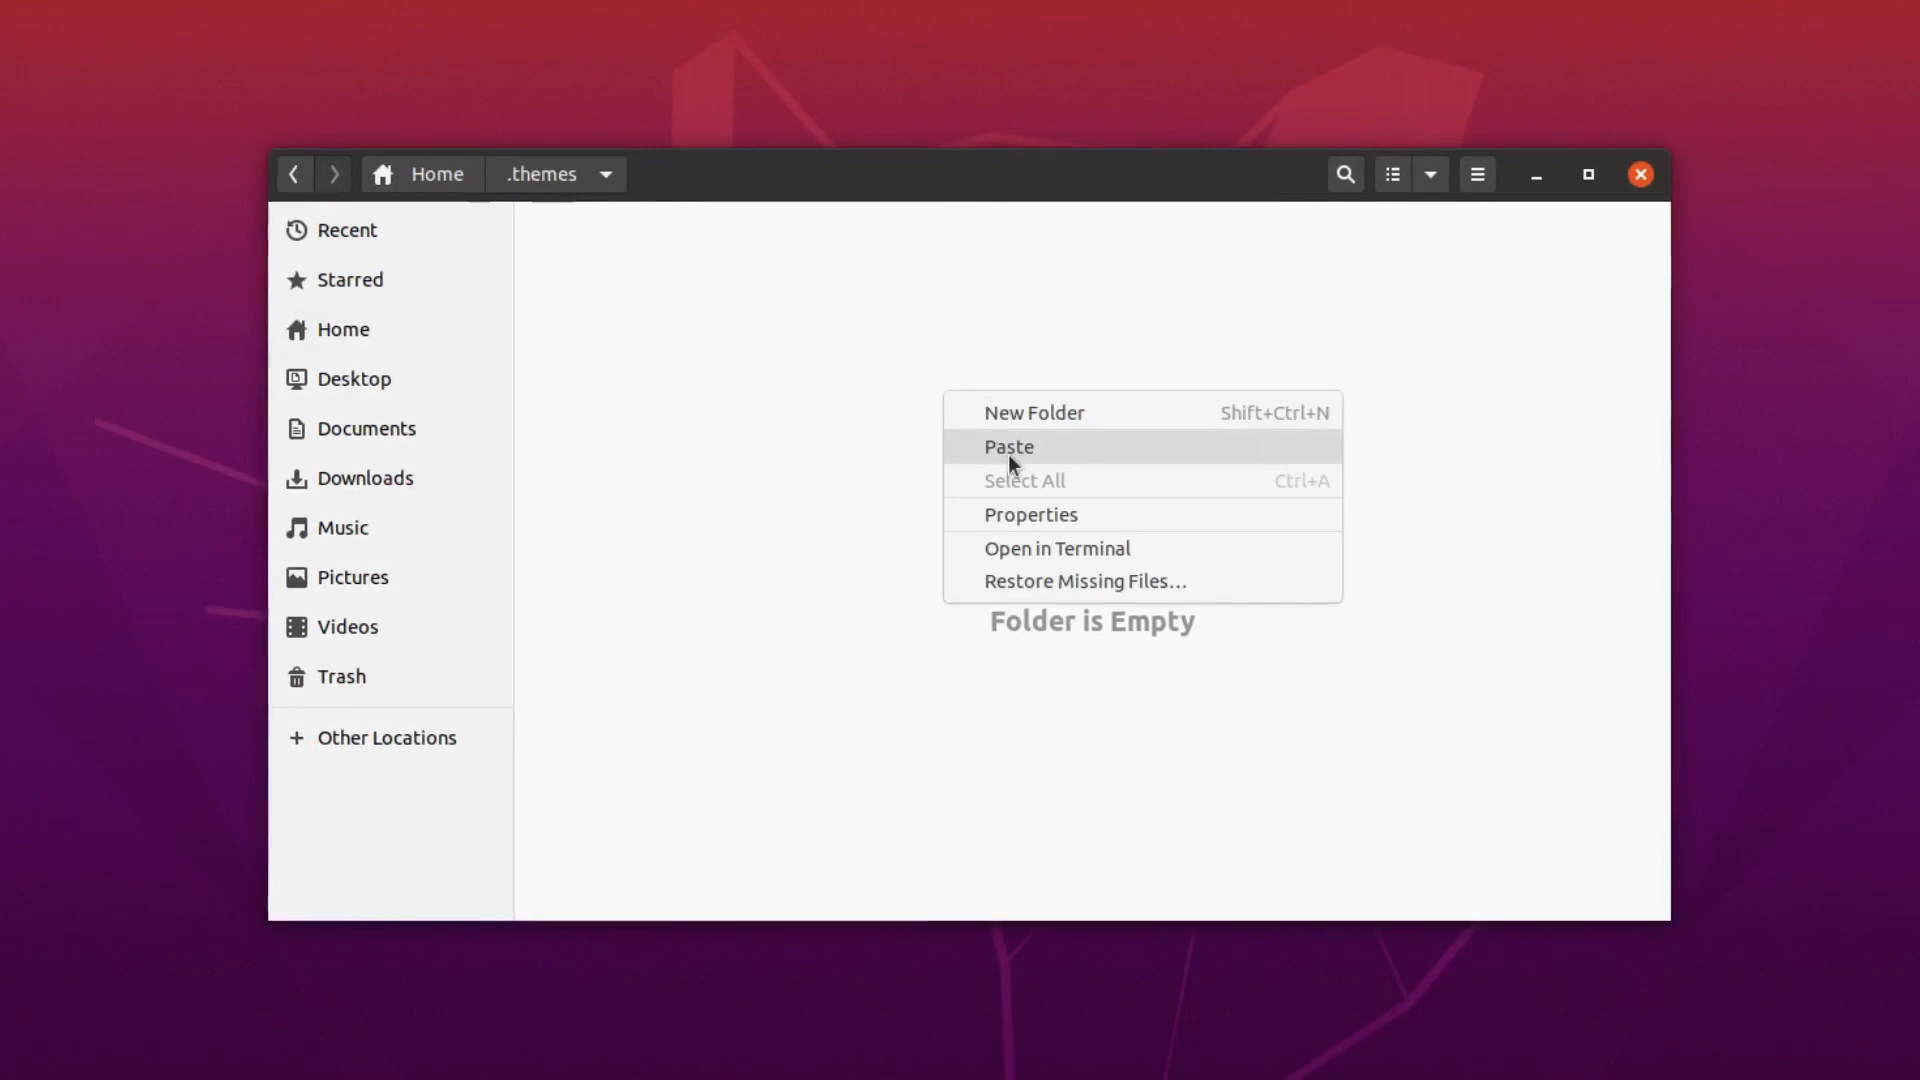 Home
.themes
Recent
Starred
Home
Desktop
Documents
Downloads
Music
Pictures
Videos
Trash
+ Other Locations
New Folder Shift+Ctrl+N
Paste
Select All Ctrl+A
Properties
Open in Terminal
Restore Missing Files...
Folder is Empty